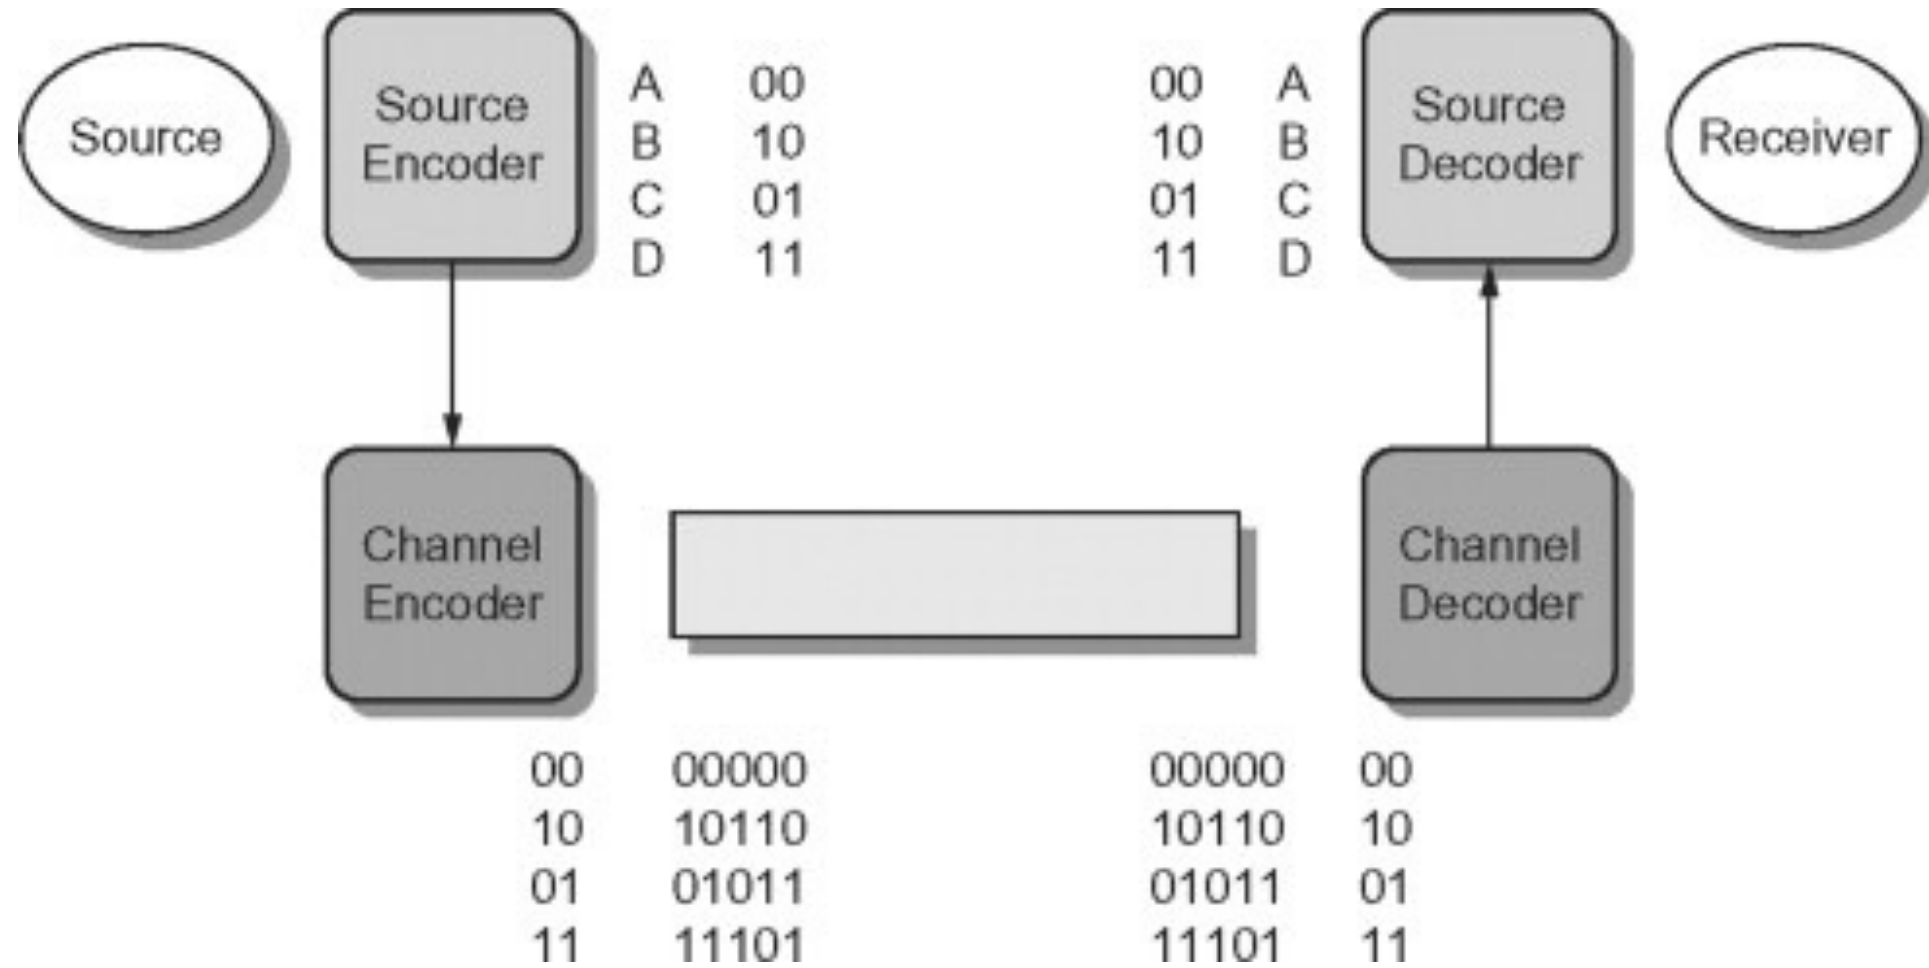 Source
Source
Encoder
A 00
B 10
C 01
D 11
00 A
10 B
01 C
11 D
Source
Decoder
Receiver
Channel
Encoder
Channel
Decoder
00 00000
10 10110
01 01011
11 11101
00000 00
10110 10
01011 01
11101 11